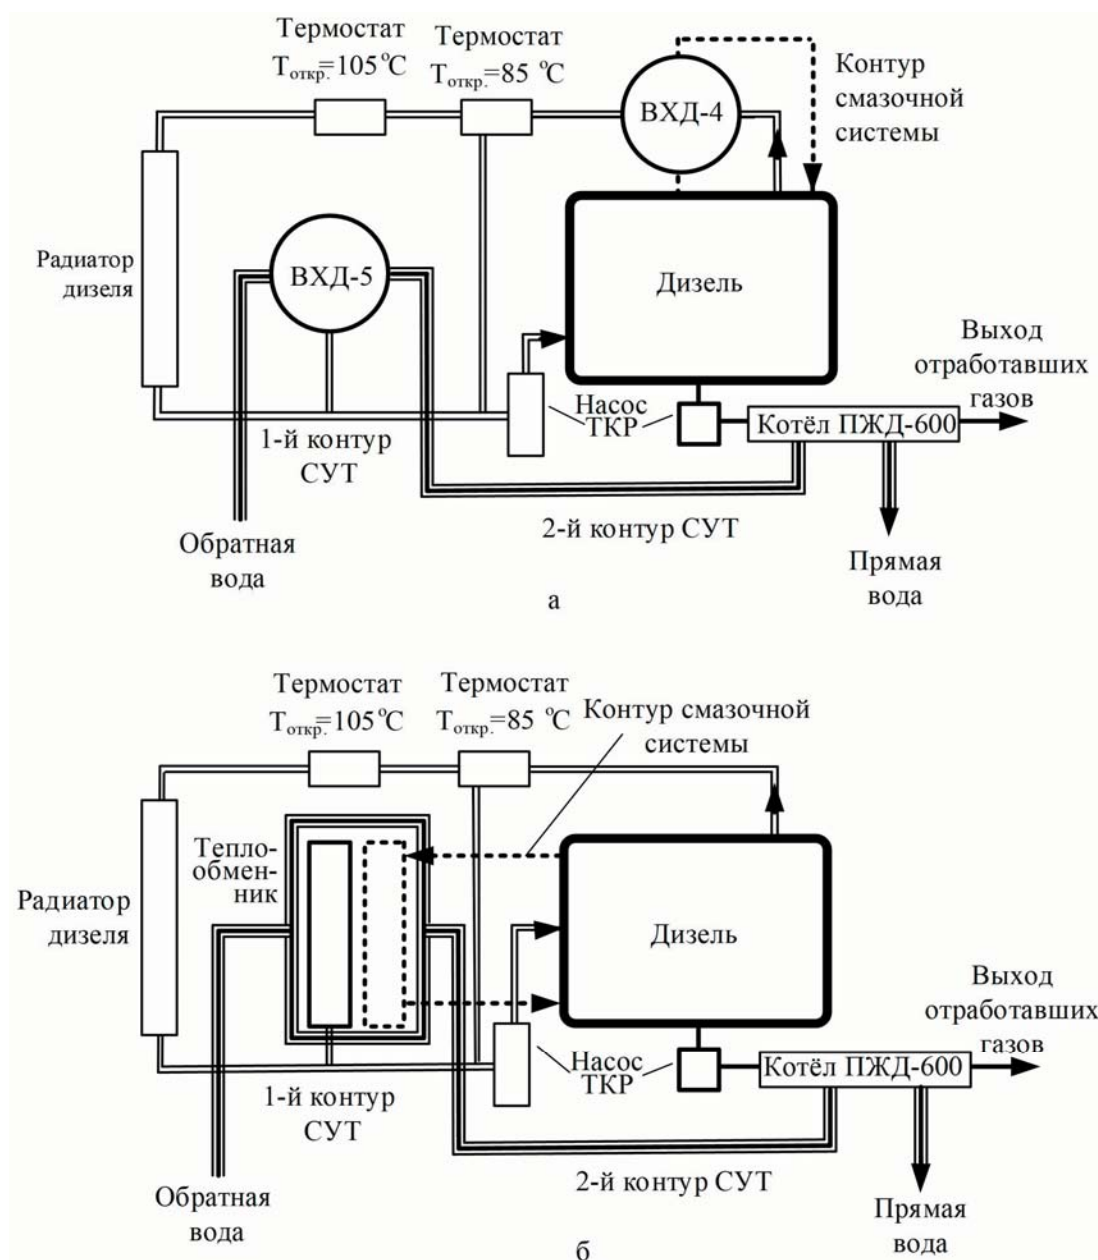 Термостат
Tоткр.=105°С
Термостат
Tоткр.=85 °С
ВХД-4
Контур
смазочной
системы
Радиатор
дизеля
ВХД-5
Дизель
Выход
отработавших
газов
Насос
ТКР
Котёл ПЖД-600
1-й контур
СУТ
2-й контур СУТ
Обратная
вода
Прямая
вода
а
Термостат
Tоткр.=105°С
Термостат
Tоткр.=85 °С
Контур смазочной
системы
Тепло-
обмен-
ник
Радиатор
дизеля
Дизель
Выход
отработавших
газов
Насос
ТКР
Котёл ПЖД-600
1-й контур
СУТ
2-й контур СУТ
Обратная
вода
Прямая
вода
б